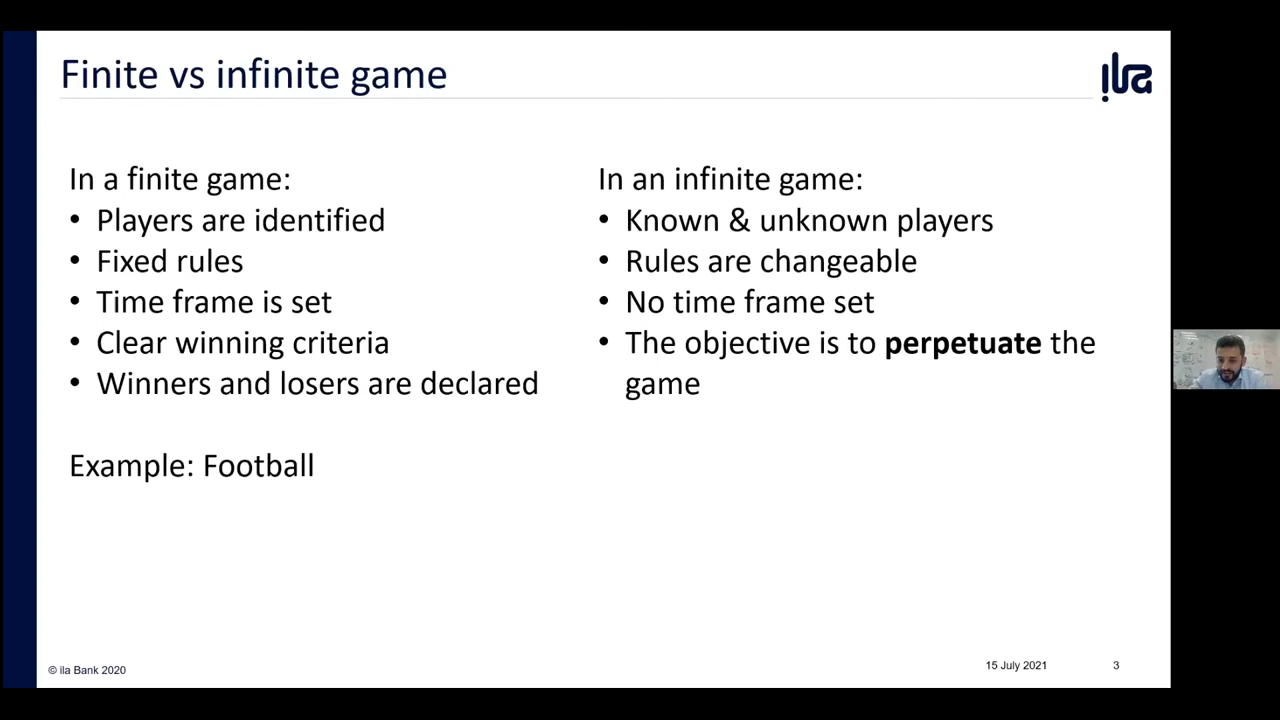 Finite vs infinite game
ila
In a finite game:
• Players are identified
• Fixed rules
• Time frame is set
• Clear winning criteria
• Winners and losers are declared
Example: Football
In an infinite game:
• Known & unknown players
• Rules are changeable
• No time frame set
• The objective is to perpetuate the
game
© ila Bank 2020
15 July 2021
3